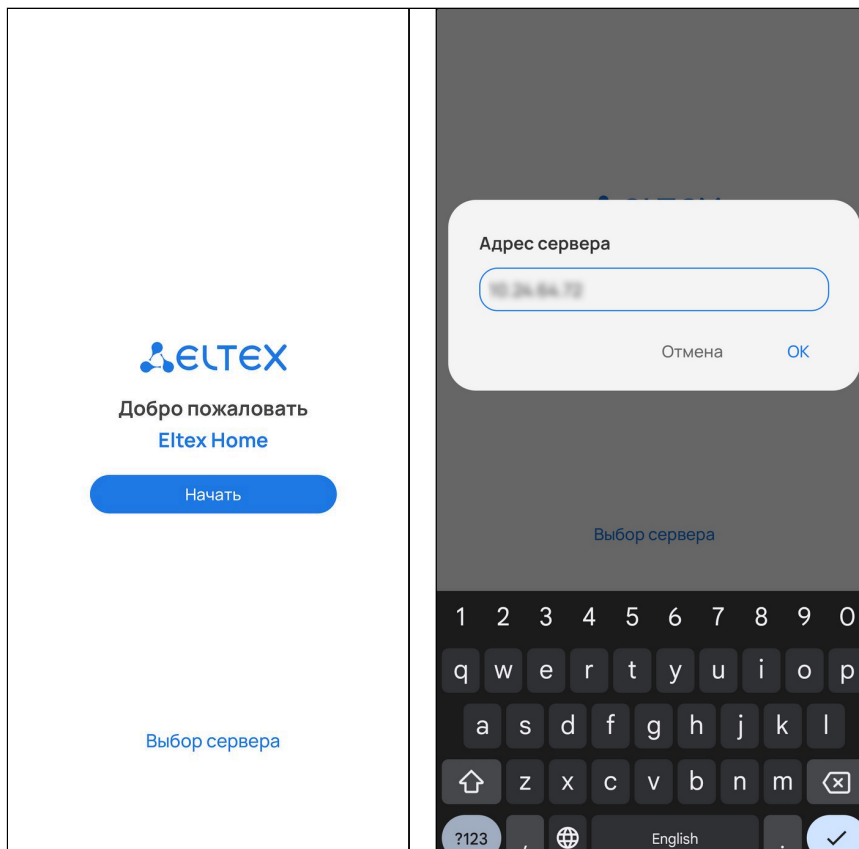 ELTEX
Добро пожаловать
Eltex Home
Начать
Выбор сервера
Адрес сервера
Отмена OK
Выбор сервера
1 2 3 4 5 6 7 8 9 0
q w e r t y u i o p
a s d f g h j k l
z x c v b n m
?123 , English .